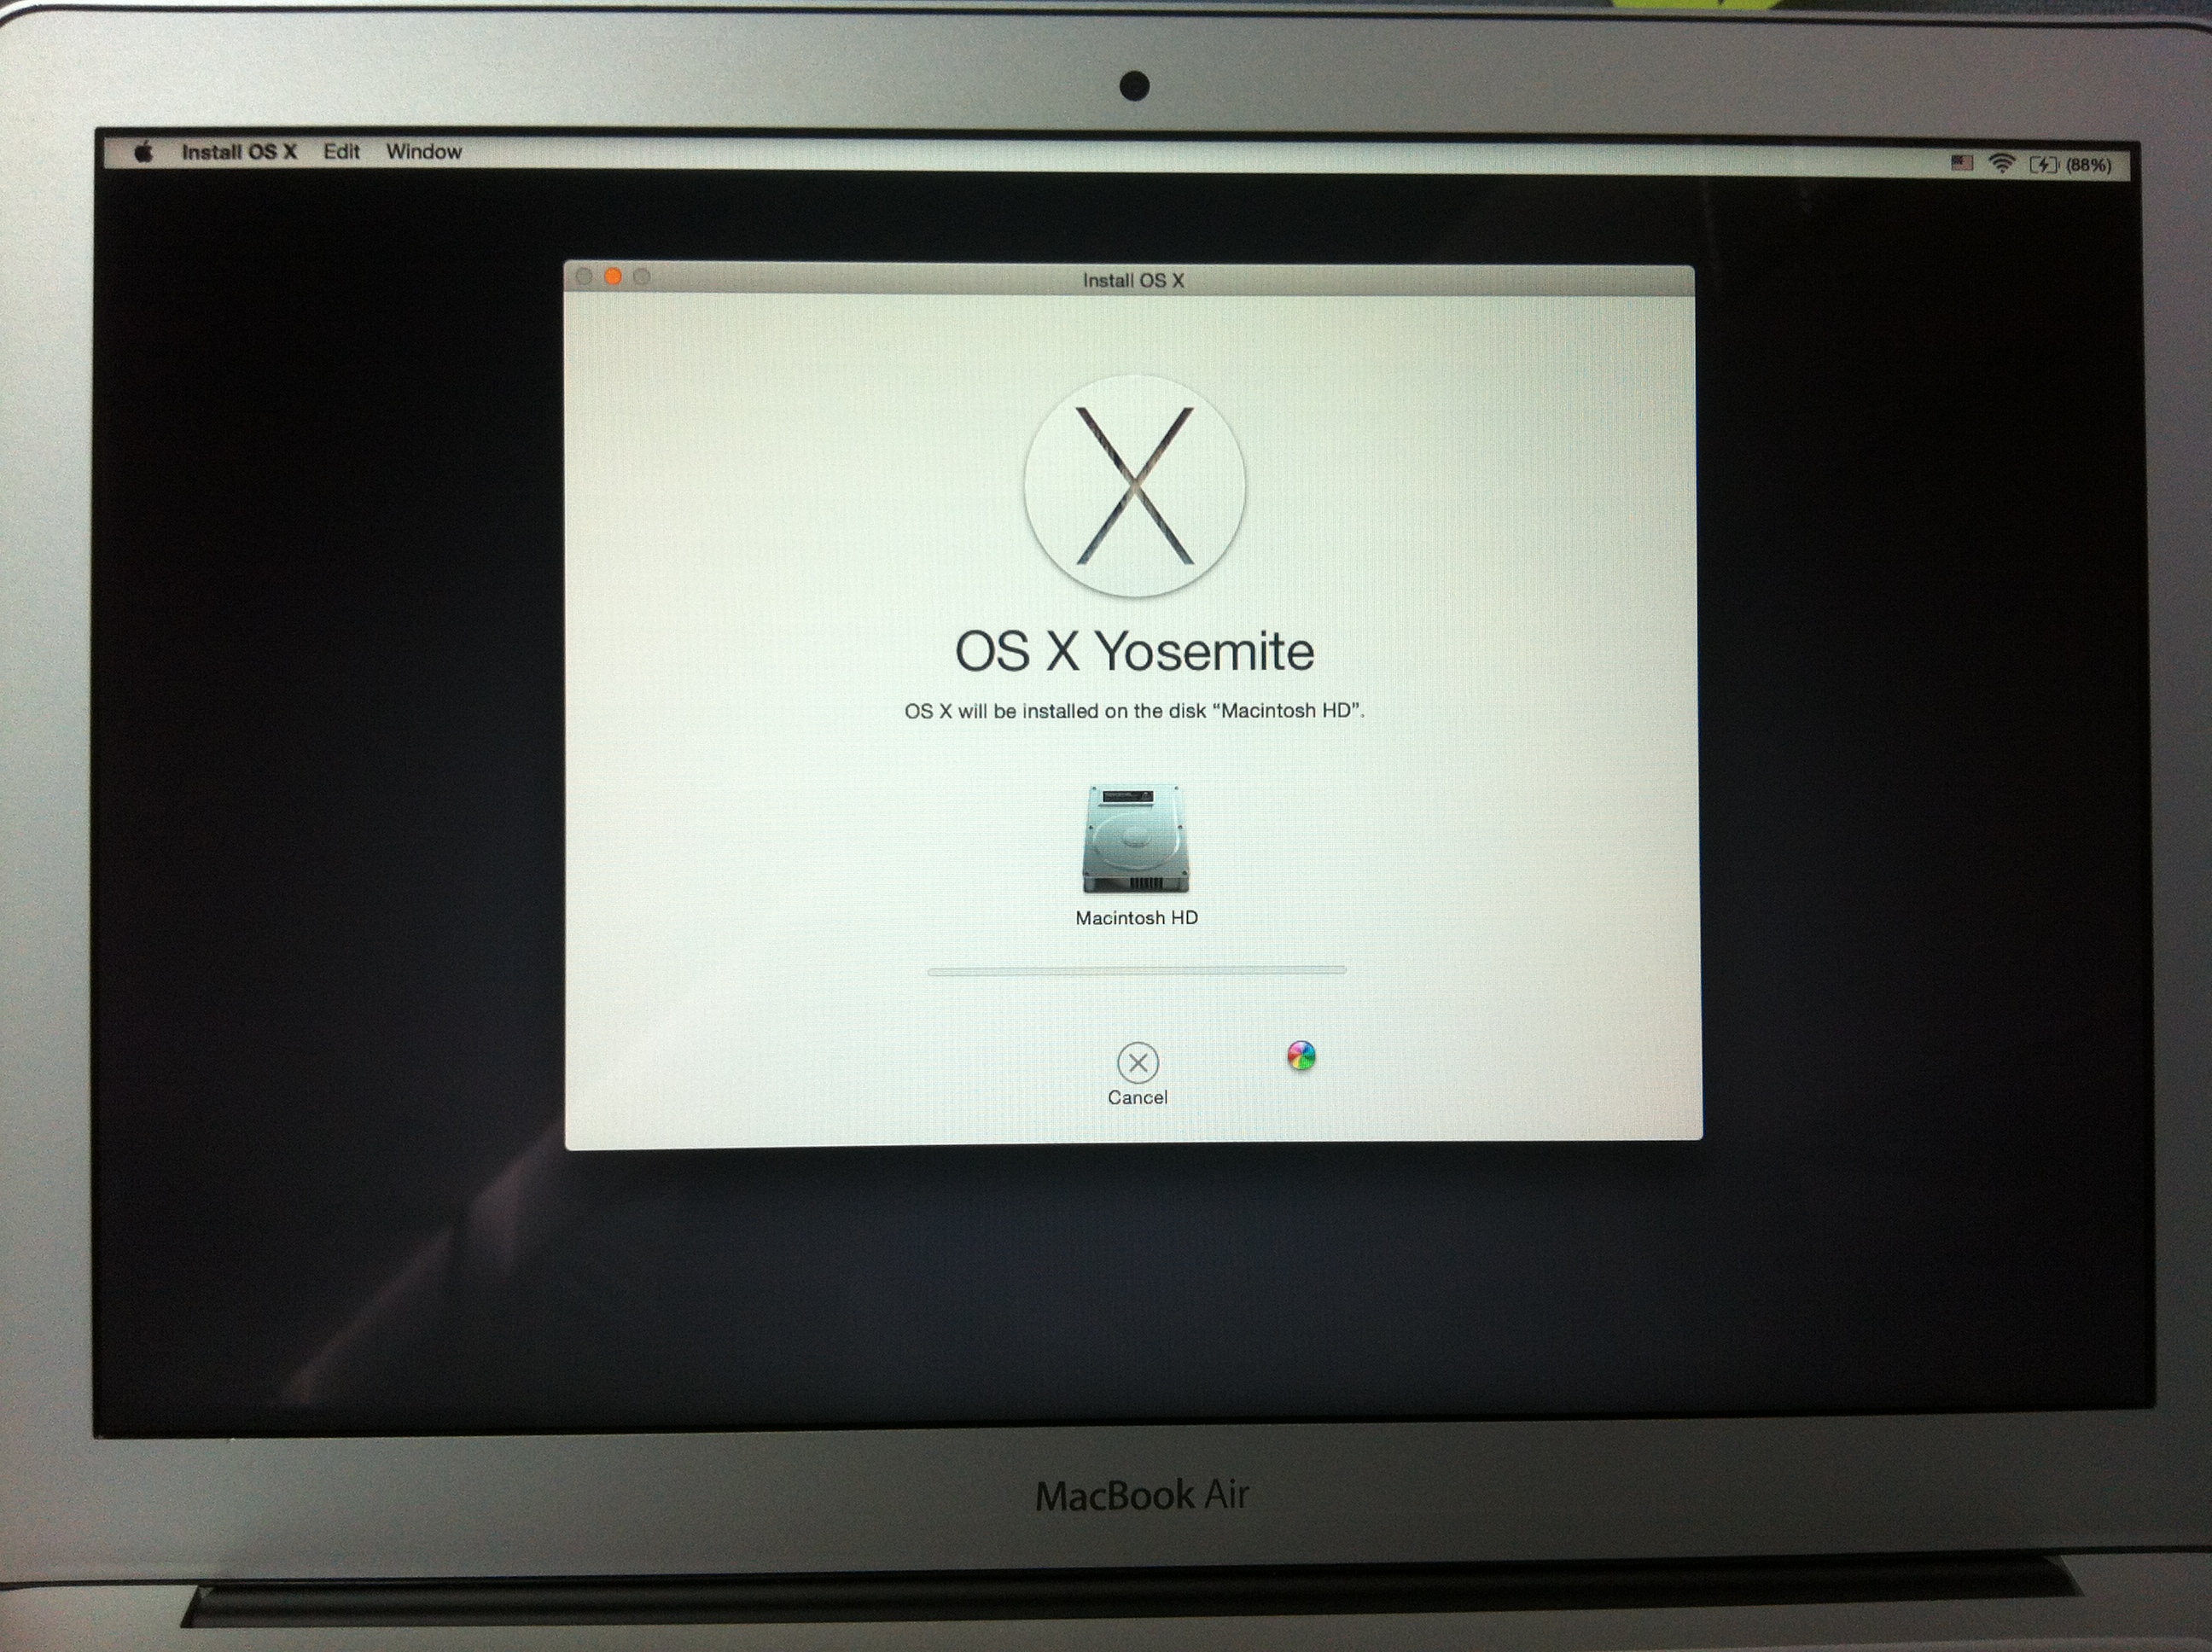 Install OS X Edit Window (88%)
Install OS X
OS X Yosemite
OS X will be installed on the disk “Macintosh HD”.
Macintosh HD
Cancel
MacBook Air